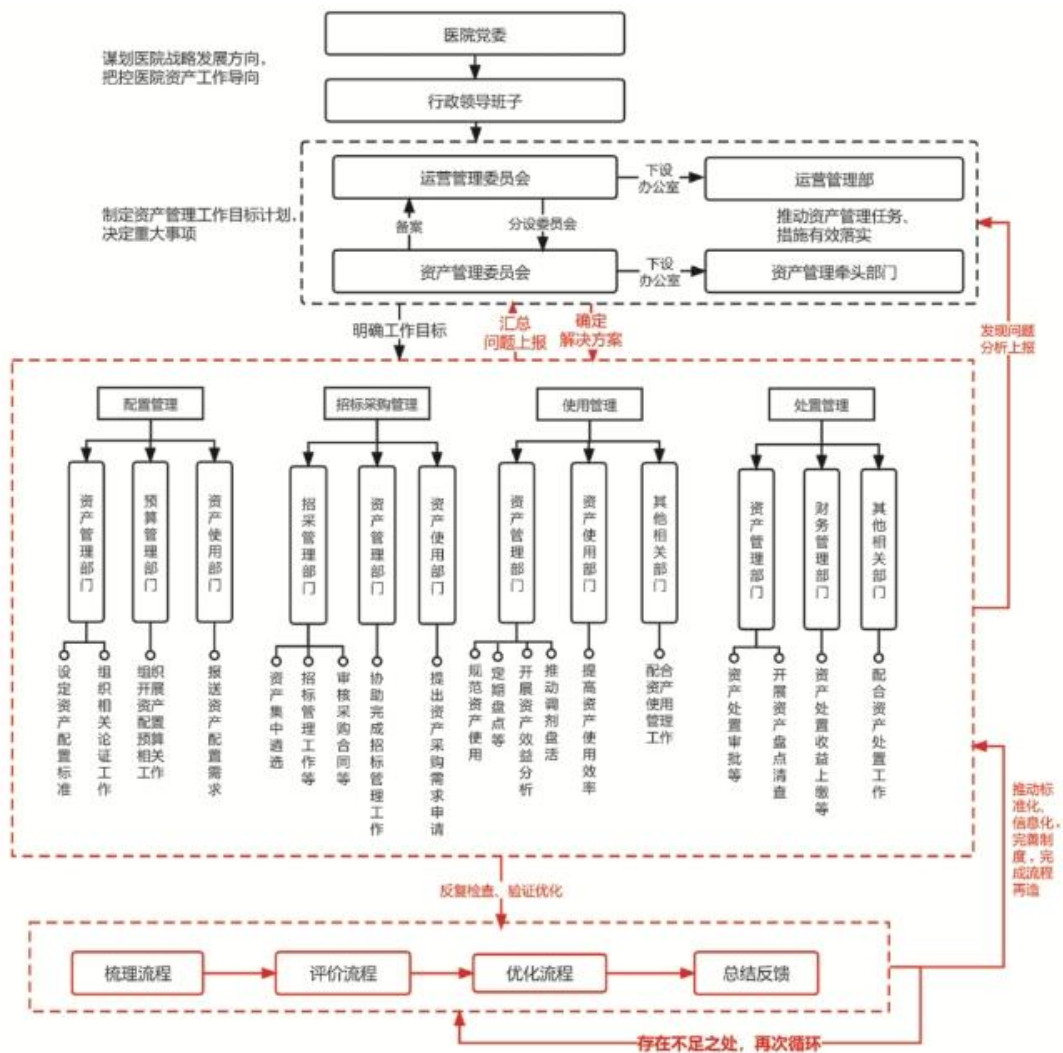 医院党委
谋划医院战略发展方向，
把控医院资产工作导向
行政领导班子
运营管理委员会
下设
办公室
运营管理部
制定资产管理工作目标计划，
决定重大事项
备案
分设委员会
推动资产管理任务、
措施有效落实
资产管理委员会
下设
办公室
资产管理牵头部门
明确工作目标
汇总
问题上报
确定
解决方案
发现问题
分析上报
配置管理
招标采购管理
使用管理
处置管理
资产管理部门
预算管理部门
资产使用部门
招采管理部门
资产管理部门
资产使用部门
资产管理部门
资产使用部门
其他相关部门
资产管理部门
财务管理部门
其他相关部门
设定资产配置标准
组织相关论证工作
组织开展资产配置预算相关工作
报送资产配置需求
资产集中遴选
招标管理工作等
审核采购合同等
协助完成招标管理工作
提出资产采购需求申请
规范资产使用
定期盘点等
开展资产效益分析
推动调剂盘活
提高资产使用效率
配合资产使用管理工作
资产处置审批等
开展资产盘点清查
资产处置收益上缴等
配合资产处置工作
推动标
准化、
信息化，
完善制
度，完
成流程
再造
反复检查、验证优化
梳理流程
评价流程
优化流程
总结反馈
存在不足之处，再次循环